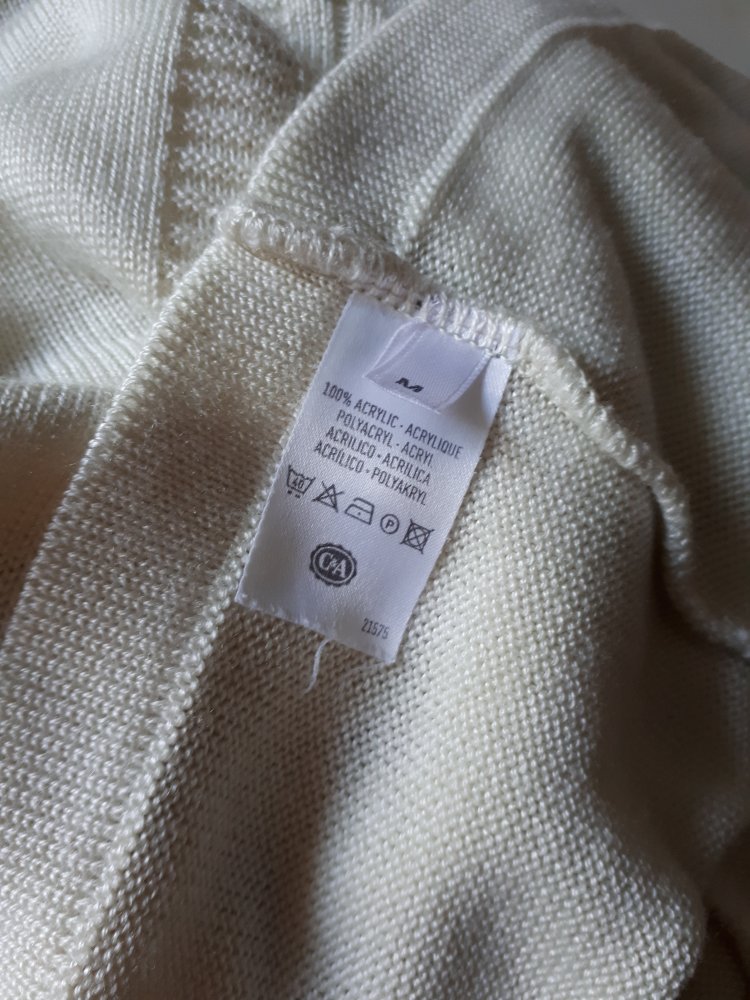 M
100% ACRYLIC - ACRYLIQUE
POLYACRYL - ACRYL
ACRILICO - ACRILICA
ACRÍLICO - POLYAKRYL
40
P
C&A
21575